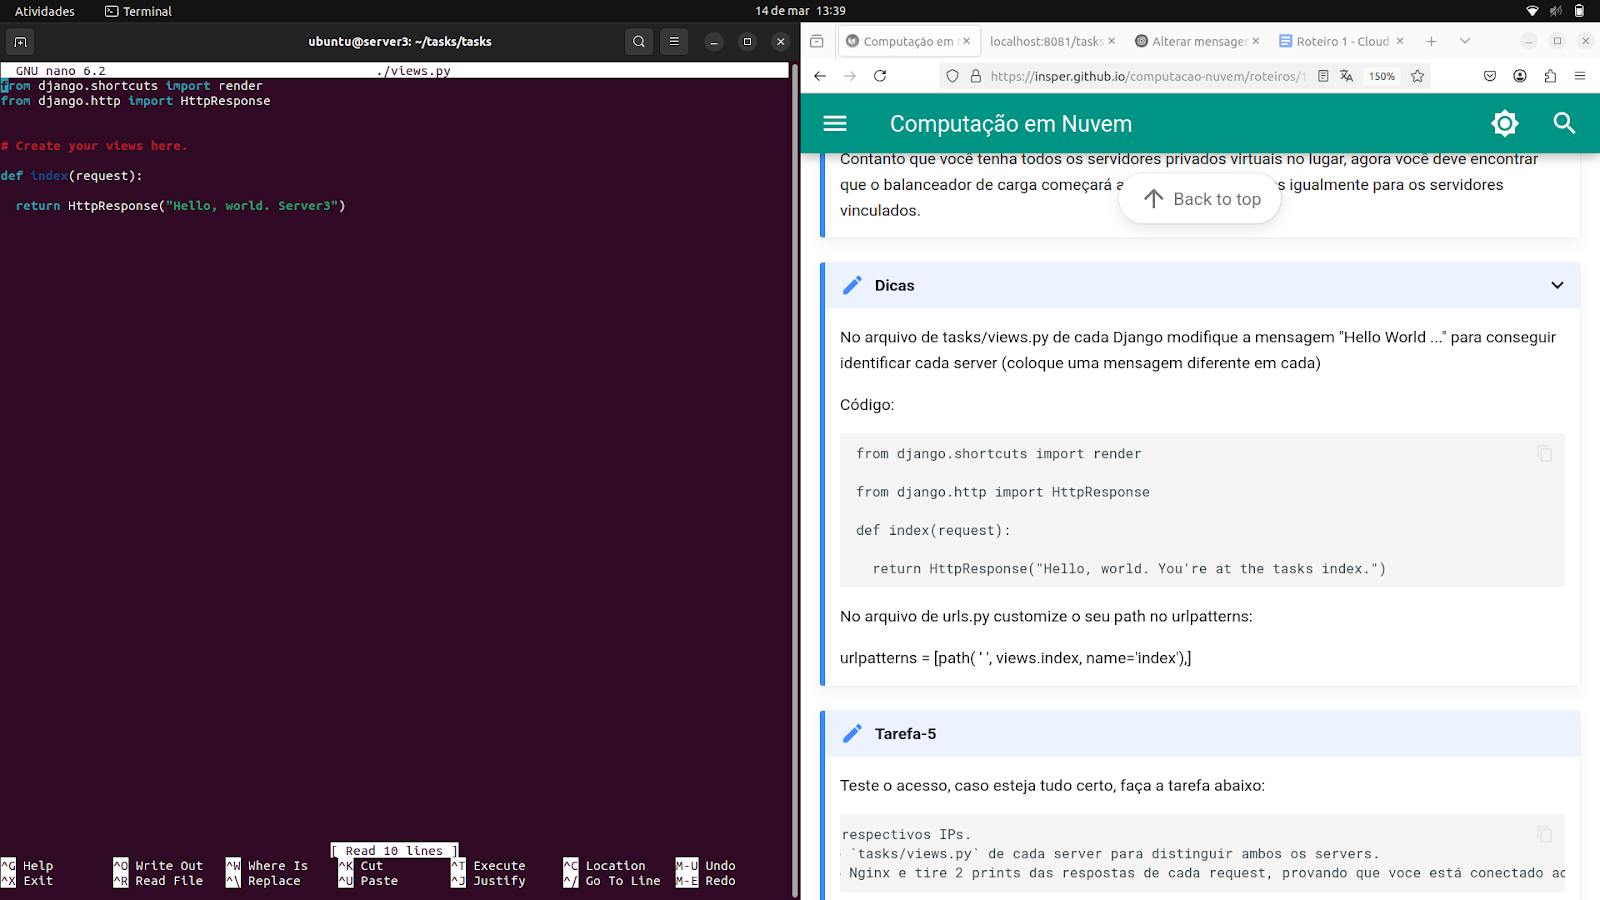 Atividades
Terminal
14 de mar 13:39
ubuntu@server3: ~/tasks/tasks
GNU nano 6.2 ./views.py
from django.shortcuts import render
from django.http import HttpResponse
# Create your views here.
def index(request):
return HttpResponse("Hello, world. Server3")
[ Read 10 lines ]
^G Help ^O Write Out ^W Where Is ^K Cut ^T Execute ^C Location M-U Undo
^X Exit ^R Read File ^\ Replace ^U Paste ^J Justify ^/ Go To Line M-E Redo
Computação em
localhost:8081/tasks
Alterar mensagem
Roteiro 1 - Cloud
https://insper.github.io/computacao-nuvem/roteiros/1
150%
Computação em Nuvem
Contanto que você tenha todos os servidores privados virtuais no lugar, agora você deve encontrar
que o balanceador de carga começará a
s igualmente para os servidores
vinculados.
Back to top
Dicas
No arquivo de tasks/views.py de cada Django modifique a mensagem "Hello World ..." para conseguir
identificar cada server (coloque uma mensagem diferente em cada)
Código:
from django.shortcuts import render
from django.http import HttpResponse
def index(request):
return HttpResponse("Hello, world. You're at the tasks index.")
No arquivo de urls.py customize o seu path no urlpatterns:
urlpatterns = [path( ' ', views.index, name='index'),]
Tarefa-5
Teste o acesso, caso esteja tudo certo, faça a tarefa abaixo:
respectivos IPs.
`tasks/views.py` de cada server para distinguir ambos os servers.
Nginx e tire 2 prints das respostas de cada request, provando que voce está conectado ac